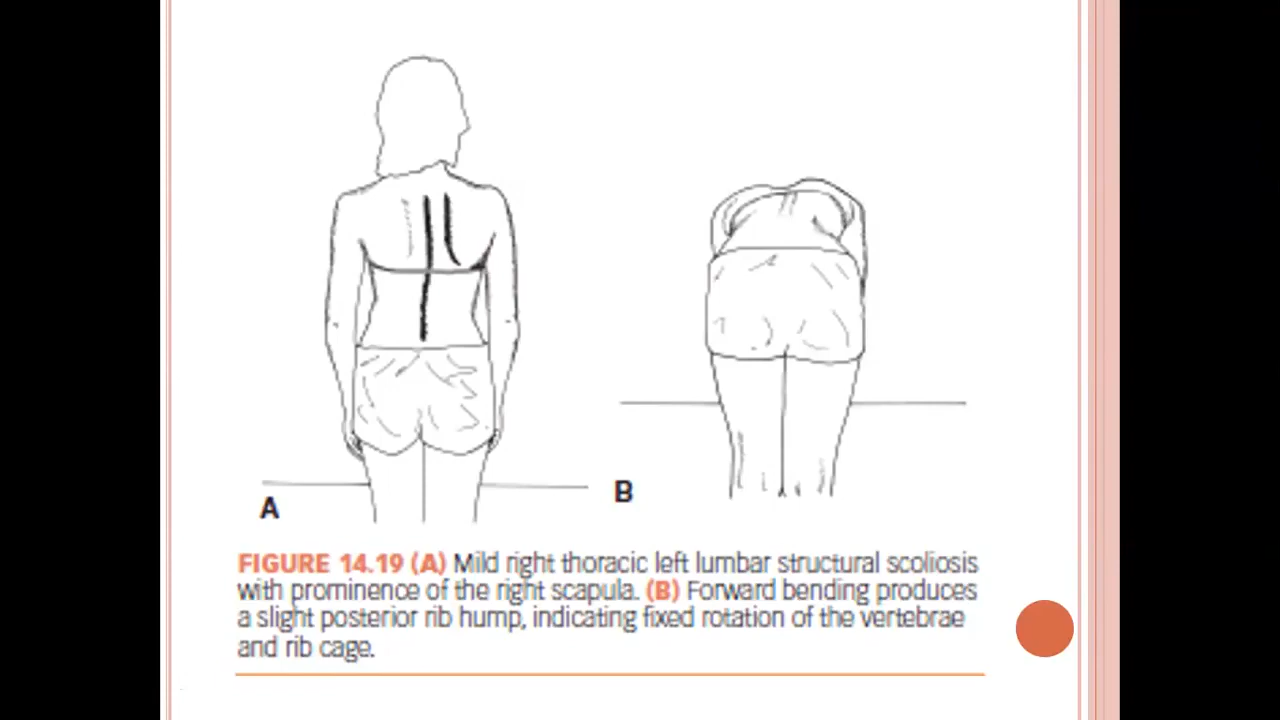 A
B
FIGURE 14.19 (A) Mild right thoracic left lumbar structural scoliosis
with prominence of the right scapula. (B) Forward bending produces
a slight posterior rib hump, indicating fixed rotation of the vertebrae
and rib cage.